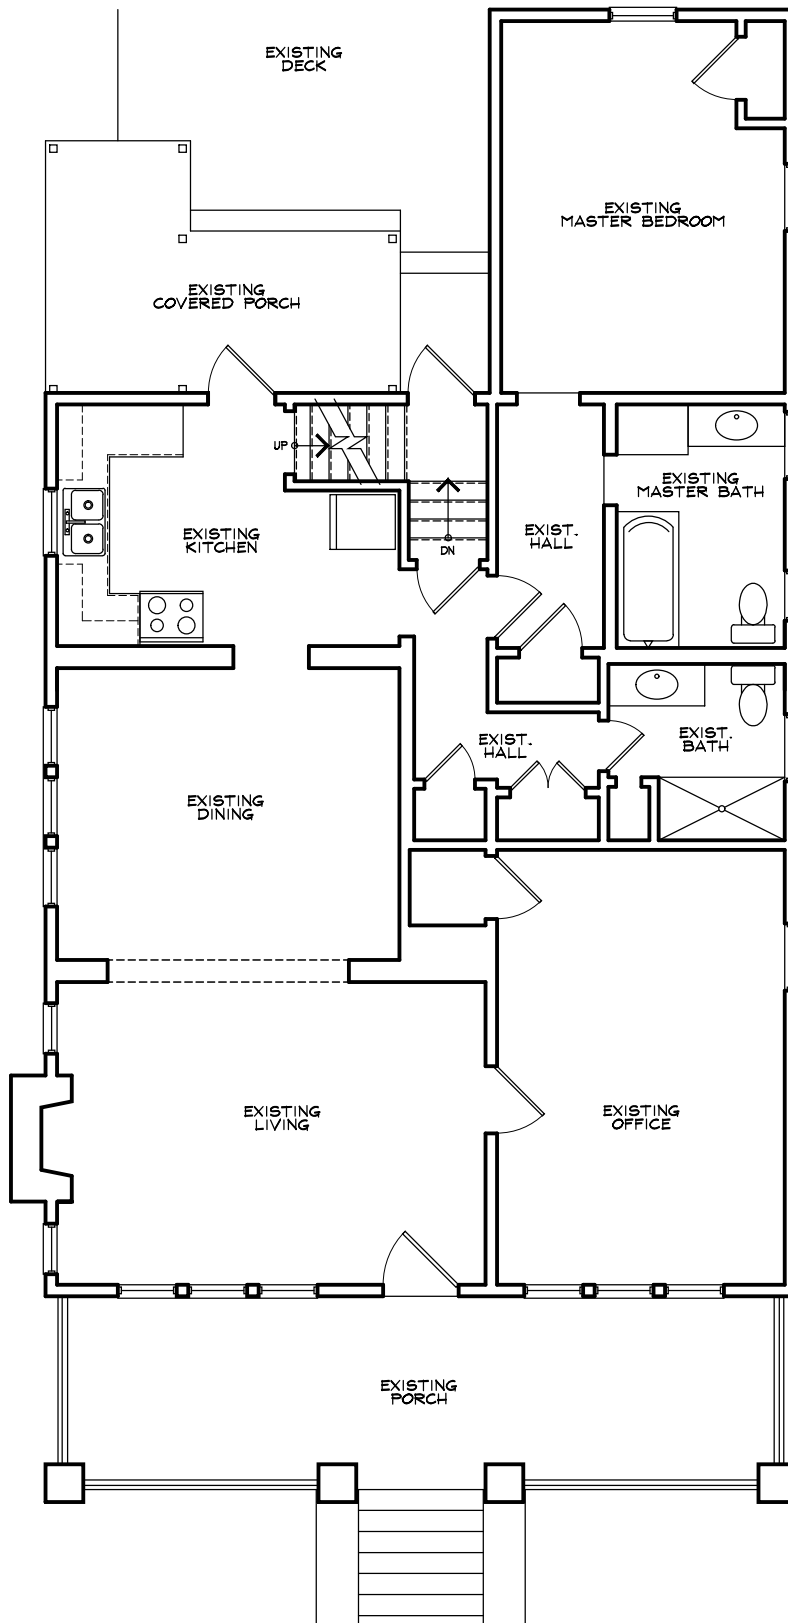 EXISTING
DECK
EXISTING
MASTER BEDROOM
EXISTING
COVERED PORCH
UP
EXISTING
MASTER BATH
EXISTING
KITCHEN
EXIST.
HALL
DN
EXIST.
HALL
EXIST.
BATH
EXISTING
DINING
EXISTING
LIVING
EXISTING
OFFICE
EXISTING
PORCH